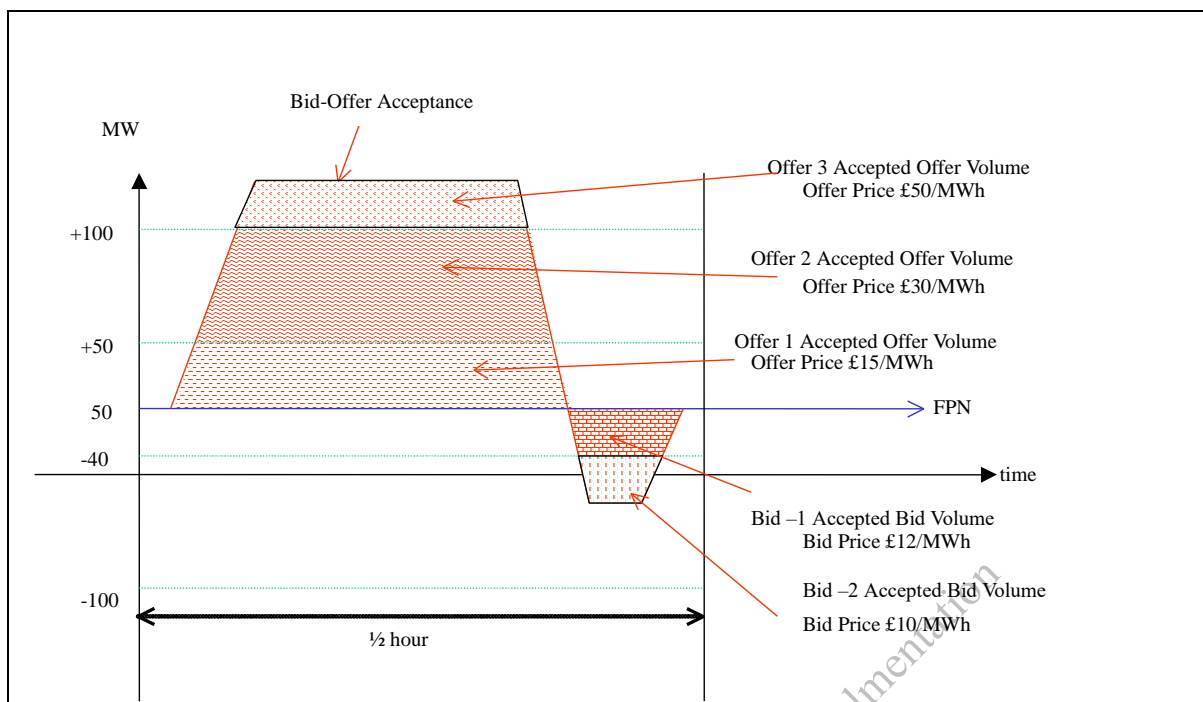 Bid-Offer Acceptance
MW
Offer 3 Accepted Offer Volume
Offer Price £50/MWh
+100
Offer 2 Accepted Offer Volume
Offer Price £30/MWh
+50
Offer 1 Accepted Offer Volume
Offer Price £15/MWh
50
FPN
-40
time
Bid –1 Accepted Bid Volume
Bid Price £12/MWh
Bid –2 Accepted Bid Volume
-100
Bid Price £10/MWh
½ hour